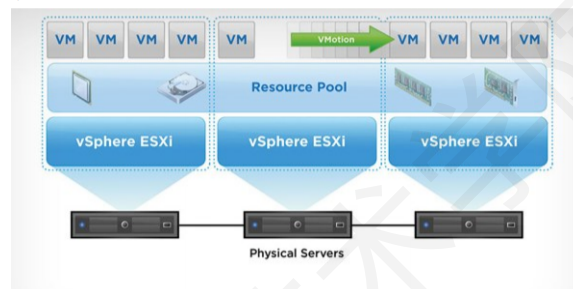 VM VM VM VM VM VMotion VM VM VM VM
Resource Pool
vSphere ESXi vSphere ESXi vSphere ESXi
Physical Servers